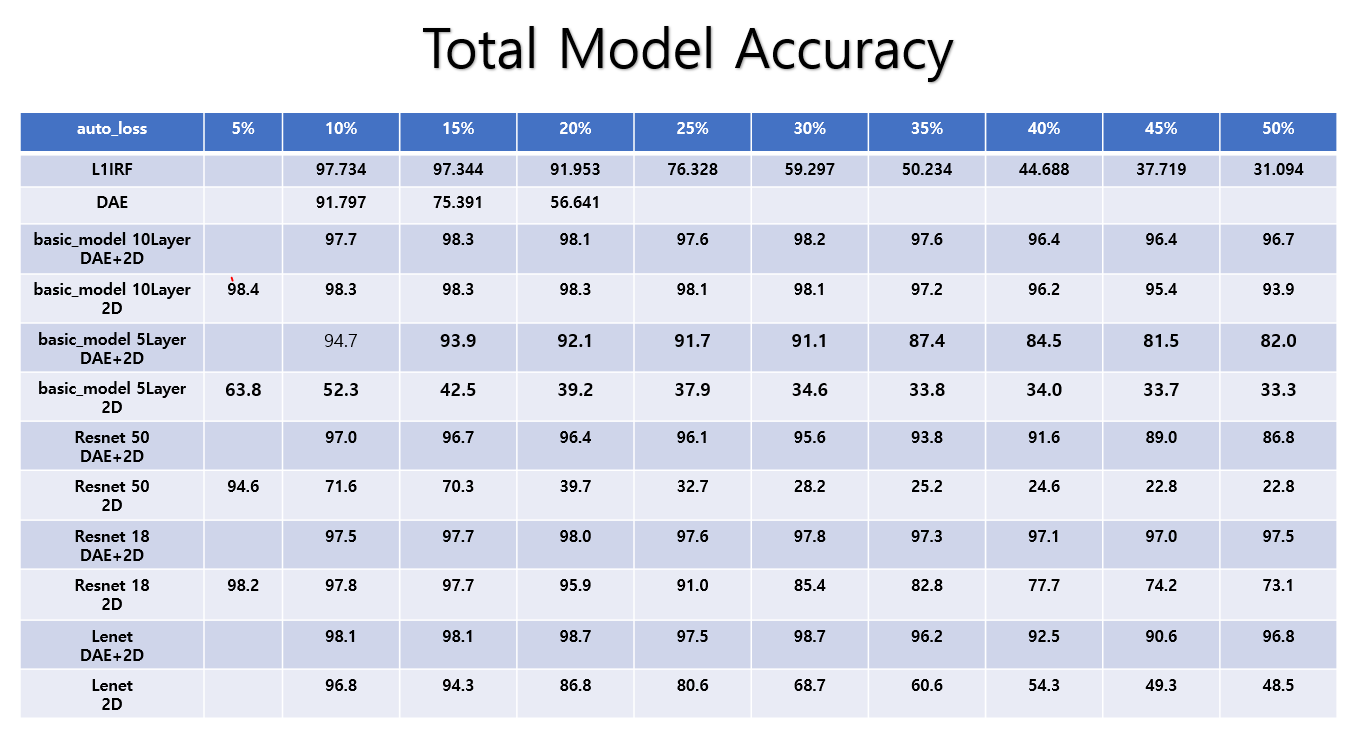 Total Model Accuracy
auto_loss 5% 10% 15% 20% 25% 30% 35% 40% 45% 50%
L1IRF 97.734 97.344 91.953 76.328 59.297 50.234 44.688 37.719 31.094
DAE 91.797 75.391 56.641
basic_model 10Layer 97.7 98.3 98.1 97.6 98.2 97.6 96.4 96.4 96.7
DAE+2D
basic_model 10Layer 98.4 98.3 98.3 98.3 98.1 98.1 97.2 96.2 95.4 93.9
2D
basic_model 5Layer 94.7 93.9 92.1 91.7 91.1 87.4 84.5 81.5 82.0
DAE+2D
basic_model 5Layer 63.8 52.3 42.5 39.2 37.9 34.6 33.8 34.0 33.7 33.3
2D
Resnet 50 97.0 96.7 96.4 96.1 95.6 93.8 91.6 89.0 86.8
DAE+2D
Resnet 50 94.6 71.6 70.3 39.7 32.7 28.2 25.2 24.6 22.8 22.8
2D
Resnet 18 97.5 97.7 98.0 97.6 97.8 97.3 97.1 97.0 97.5
DAE+2D
Resnet 18 98.2 97.8 97.7 95.9 91.0 85.4 82.8 77.7 74.2 73.1
2D
Lenet 98.1 98.1 98.7 97.5 98.7 96.2 92.5 90.6 96.8
DAE+2D
Lenet 96.8 94.3 86.8 80.6 68.7 60.6 54.3 49.3 48.5
2D